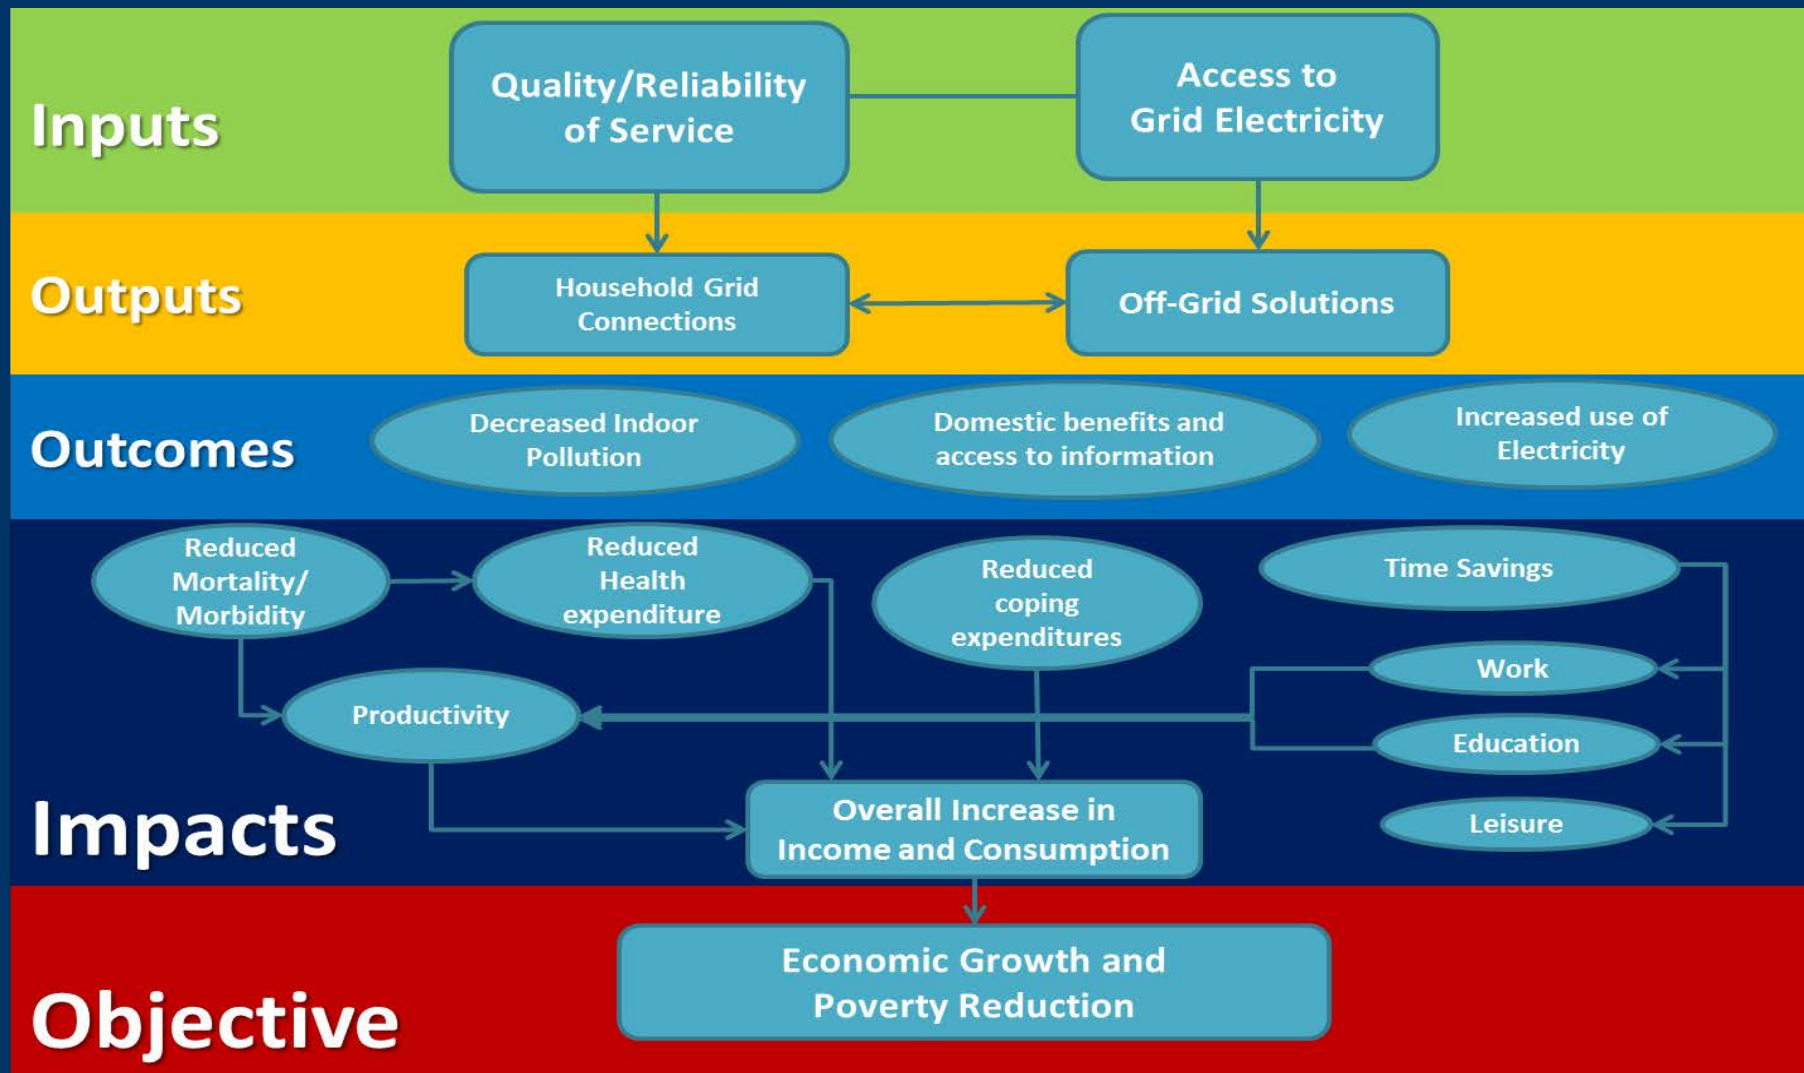 Inputs
Quality/Reliability
of Service
Access to
Grid Electricity
Outputs
Household Grid
Connections
Off-Grid Solutions
Outcomes
Decreased Indoor
Pollution
Domestic benefits and
access to information
Increased use of
Electricity
Impacts
Reduced
Mortality/
Morbidity
Reduced
Health
expenditure
Reduced
coping
expenditures
Time Savings
Work
Productivity
Education
Leisure
Overall Increase in
Income and Consumption
Objective
Economic Growth and
Poverty Reduction